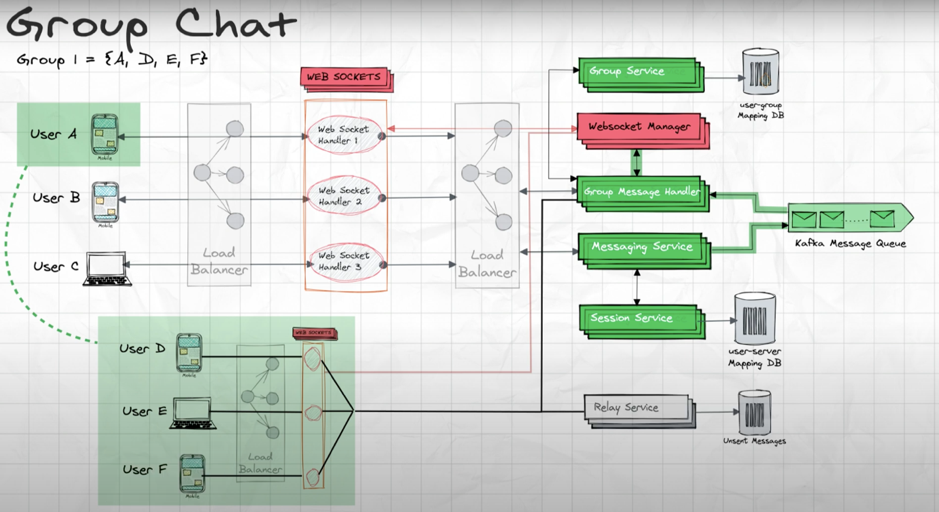 Group Chat
Group 1 = {A, D, E, F}
WEB SOCKETS
Group Service
user-group
Mapping DB
User A
Mobile
Web Socket
Handler 1
Websocket Manager
User B
Mobile
Web Socket
Handler 2
Group Message Handler
Kafka Message Queue
User C
Load
Balancer
Web Socket
Handler 3
Load
Balancer
Messaging Service
Session Service
user-server
Mapping DB
WEB SOCKETS
User D
Mobile
User E
Relay Service
Unsent Messages
User F
Mobile
Load
Balancer